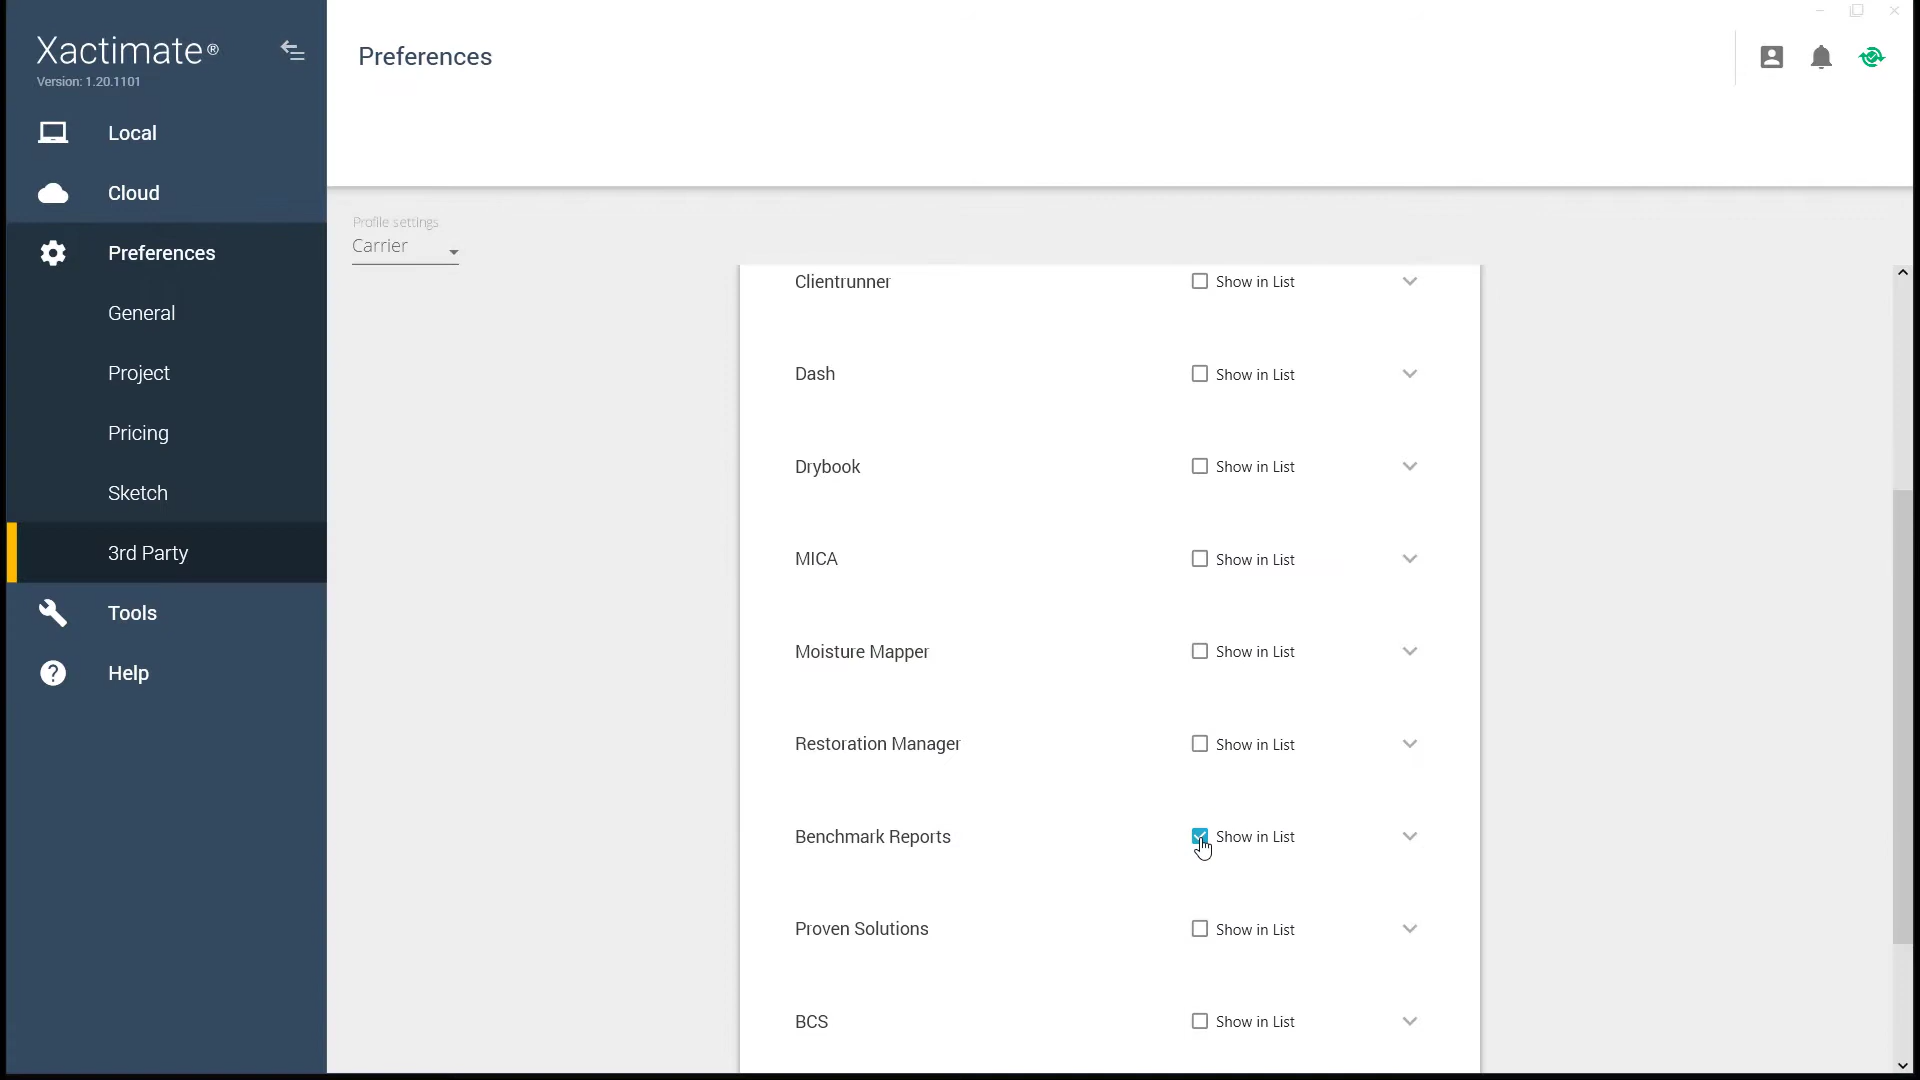 Xactimate®
Version: 1.20.1101
Local
Cloud
Preferences
General
Project
Pricing
Sketch
3rd Party
Tools
Help
Preferences
Profile settings
Carrier
Clientrunner Show in List
Dash Show in List
Drybook Show in List
MICA Show in List
Moisture Mapper Show in List
Restoration Manager Show in List
Benchmark Reports Show in List
Proven Solutions Show in List
BCS Show in List